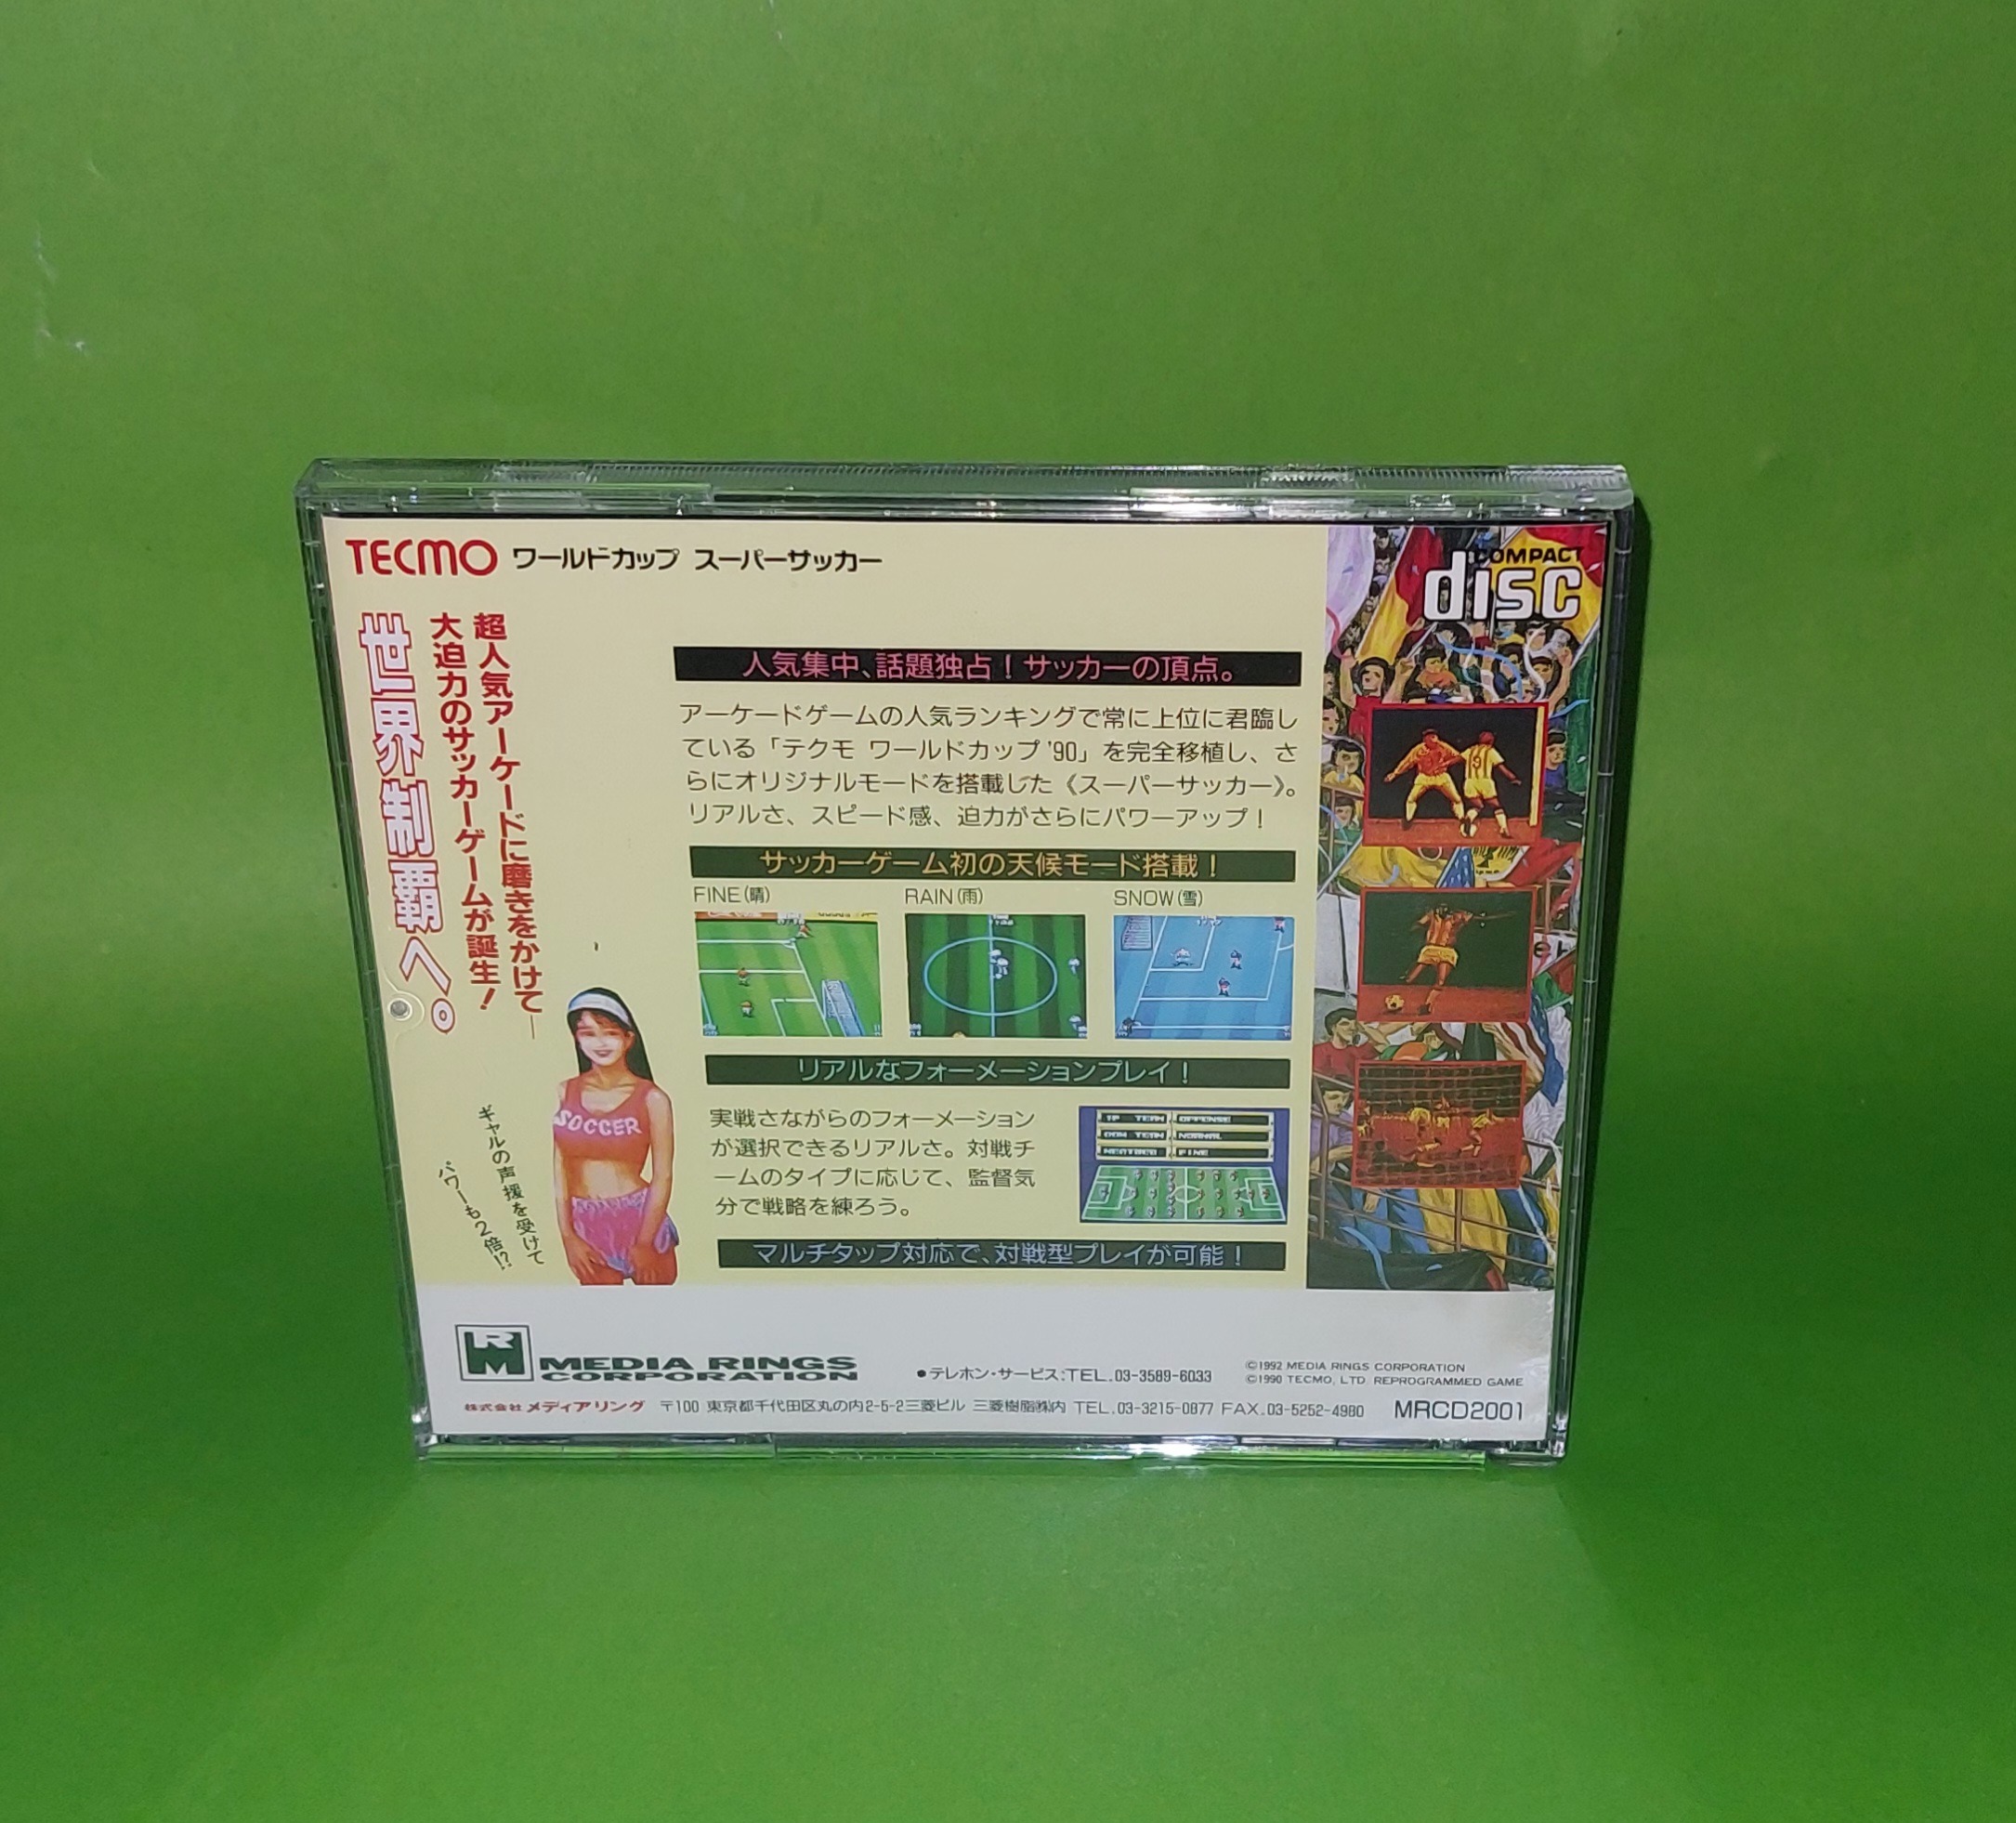 TECMO ワールドカップ スーパーサッカー
COMPACT
disc
超人気アーケードに磨きをかけて—
大迫力のサッカーゲームが誕生!
世界制覇へ。
人気集中、話題独占!サッカーの頂点。
アーケードゲームの人気ランキングで常に上位に君臨し
ている「テクモ ワールドカップ'90」を完全移植し、さ
らにオリジナルモードを搭載した《スーパーサッカー》。
リアルさ、スピード感、迫力がさらにパワーアップ!
サッカーゲーム初の天候モード搭載!
FINE(晴) RAIN(雨) SNOW(雪)
リアルなフォーメーションプレイ!
実戦さながらのフォーメーション
が選択できるリアルさ。対戦チ
ームのタイプに応じて、監督気
分で戦略を練ろう。
1P TEAM OFFENSE
COM TEAM NORMAL
FINE
マルチタップ対応で、対戦型プレイが可能!
SOCCER
ギャルの声援を受けて
パワーも2倍!?
9
RM
MEDIA RINGS
CORPORATION
●テレホン・サービス:TEL.03-3589-6033
©1992 MEDIA RINGS CORPORATION
©1990 TECMO, LTD. REPROGRAMMED GAME
株式会社メディアリング 〒100 東京都千代田区丸の内2-5-2三菱ビル 三菱樹脂㈱内 TEL.03-3215-0877 FAX.03-5252-4980 MRCD2001